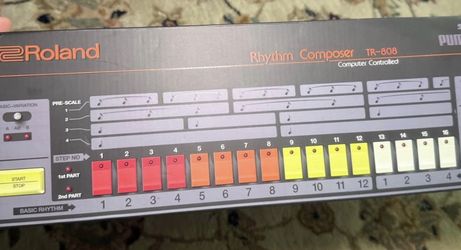 Roland
Rhythm Composer TR-808
Computer Controlled
PRE-SCALE
1
2
3
4
BASIC VARIATION
A AB B
STEP NO
1 2 3 4 5 6 7 8 9 10 11 12 13 14 15 16
1st PART
2nd PART
START
STOP
BASIC RHYTHM
1 2 3 4 5 6 7 8 9 10 11 12 1 2 3 4